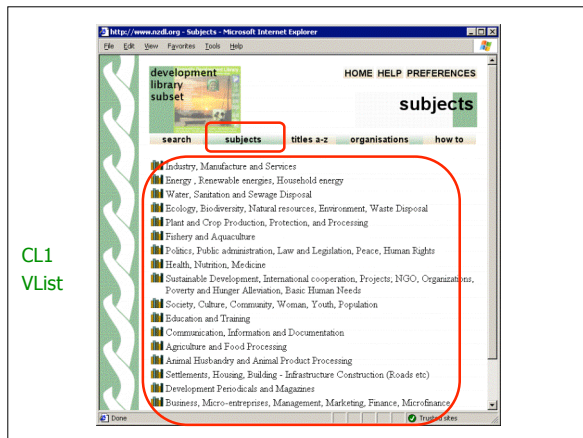 http://www.nzdl.org - Subjects - Microsoft Internet Explorer
File Edit View Favorites Tools Help
development
library
subset
HOME HELP PREFERENCES
subjects
search subjects titles a-z organisations how to
Industry, Manufacture and Services
Energy , Renewable energies, Household energy
Water, Sanitation and Sewage
Disposal
Ecology, Biodiversity, Natural resources, Environment, Waste Disposal
Plant and Crop Production, Protection, and Processing
Fishery and Aquaculture
Politics, Public administration, Law and Legislation, Peace, Human Rights
Health, Nutrition, Medicine
Sustainable Development, International cooperation, Projects; NGO, Organizations,
Poverty and Hunger Alleviation, Basic Human Needs
Society, Culture, Community, Woman, Youth, Population
Education and Training
Communication, Information and Documentation
Agriculture and Food Processing
Animal Husbandry and Animal Product Processing
Settlements, Housing, Building - Infrastructure Construction (Roads etc)
Development Periodicals and Magazines
Business, Micro-entreprises, Management, Marketing, Finance, Microfinance
Done Trusted sites
CL1
VList